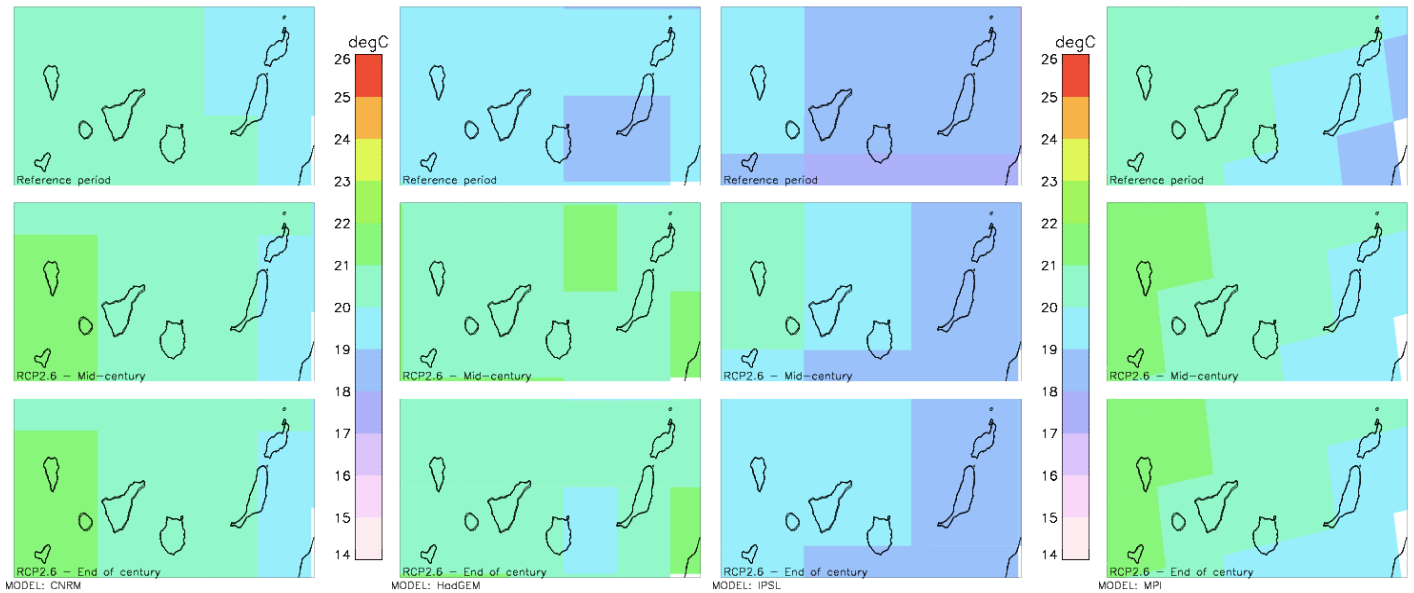 degC
26
25
24
23
22
21
20
19
18
17
16
15
14
degC
26
25
24
23
22
21
20
19
18
17
16
15
14
Reference period
Reference period
Reference period
Reference period
RCP2.6 – Mid-century
RCP2.6 – Mid-century
RCP2.6 – Mid-century
RCP2.6 – Mid-century
RCP2.6 – End of century
RCP2.6 – End of century
RCP2.6 – End of century
RCP2.6 – End of century
MODEL: CNRM
MODEL: HadGEM
MODEL: IPSL
MODEL: MPI